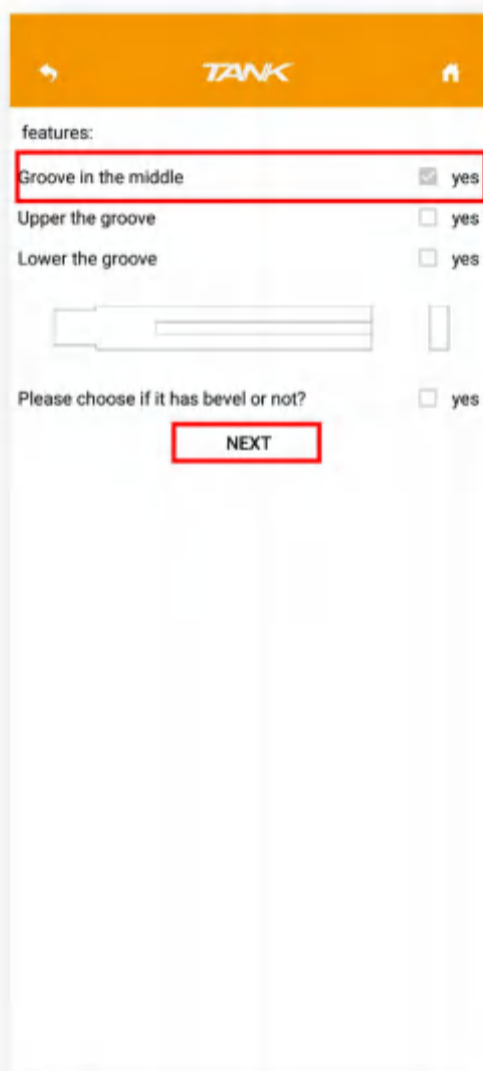 TANK
features:
Groove in the middle yes
Upper the groove yes
Lower the groove yes
Please choose if it has bevel or not? yes
NEXT